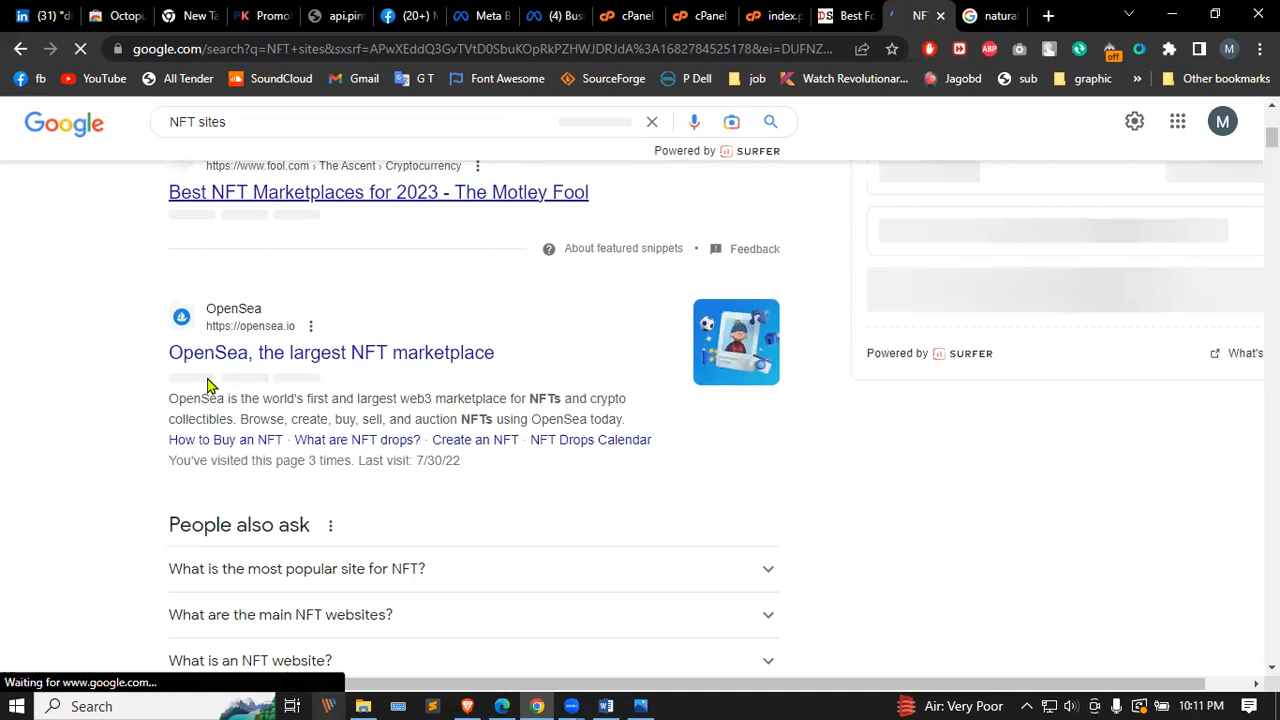 (31) "d
Octopu
New Ta
Promo
api.pin
(20+)
Meta B
(4) Bus
cPanel
cPanel
index.p
Best Fo
NFT
natural
google.com/search?q=NFT+sites&sxsrf=APwXEddQ3GvTVtD0SbuKOpRkPZHWJDRJdA%3A1682784525178&ei=DUFNZ...
fb
YouTube
All Tender
SoundCloud
Gmail
G T
Font Awesome
SourceForge
P Dell
job
Watch Revolutionar...
Jagobd
sub
graphic
»
Other bookmarks
off
ABP
M
Google
NFT sites
M
Powered by SURFER
https://www.fool.com › The Ascent › Cryptocurrency
Best NFT Marketplaces for 2023 - The Motley Fool
About featured snippets • Feedback
OpenSea
https://opensea.io
OpenSea, the largest NFT marketplace
OpenSea is the world's first and largest web3 marketplace for NFTs and crypto
collectibles. Browse, create, buy, sell, and auction NFTs using OpenSea today.
How to Buy an NFT · What are NFT drops? · Create an NFT · NFT Drops Calendar
You've visited this page 3 times. Last visit: 7/30/22
Powered by SURFER
What's
People also ask
What is the most popular site for NFT?
What are the main NFT websites?
What is an NFT website?
Waiting for www.google.com...
Search
Air: Very Poor
10:11 PM